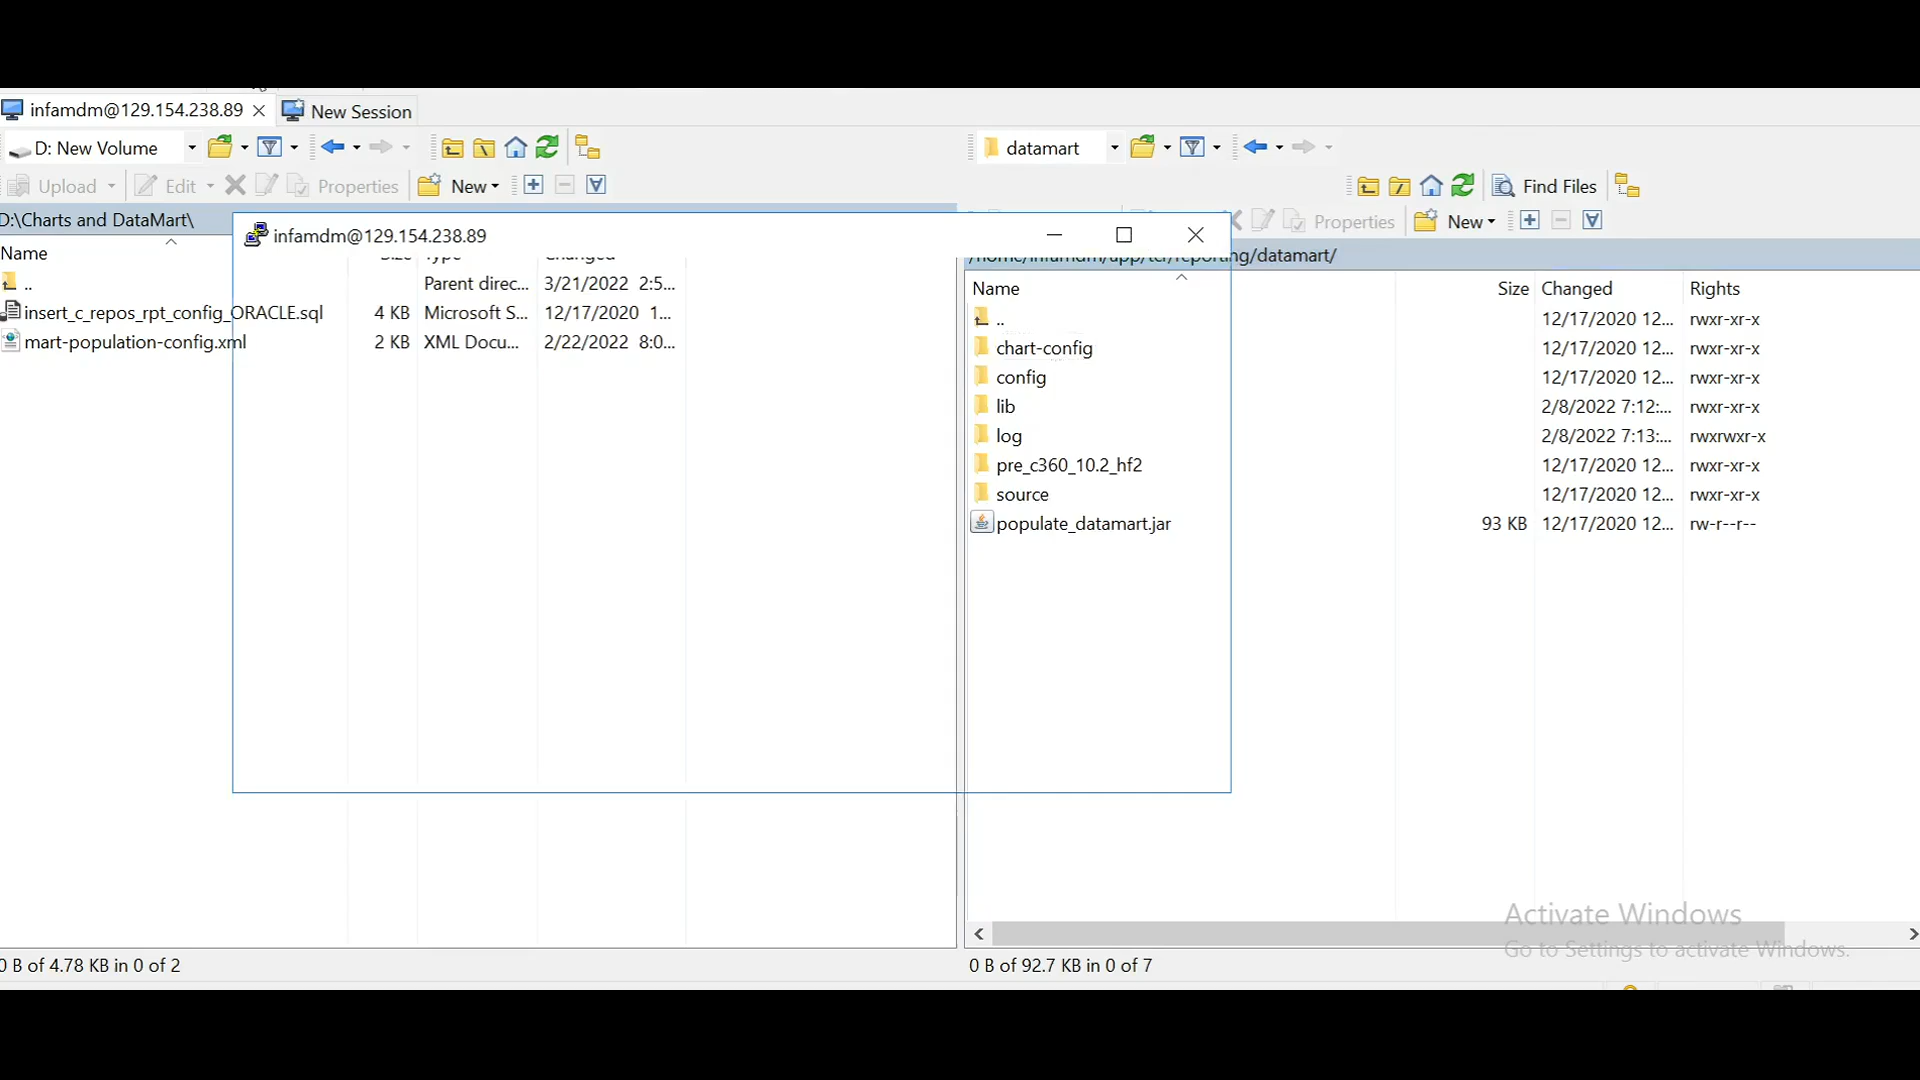 infamdm@129.154.238.89
New Session
D: New Volume
datamart
Upload
Edit
Properties
New
Find Files
Properties
New
D:\Charts and DataMart\
infamdm@129.154.238.89
/reporting/datamart/
Name
Size Type Changed
Name Size Changed Rights
.. Parent direc... 3/21/2022 2:5...
insert_c_repos_rpt_config_ORACLE.sql 4 KB Microsoft S... 12/17/2020 1...
mart-population-config.xml 2 KB XML Docu... 2/22/2022 8:0...
.. 12/17/2020 12... rwxr-xr-x
chart-config 12/17/2020 12... rwxr-xr-x
config 12/17/2020 12... rwxr-xr-x
lib 2/8/2022 7:12:... rwxr-xr-x
log 2/8/2022 7:13:... rwxrwxr-x
pre_c360_10.2_hf2 12/17/2020 12... rwxr-xr-x
source 12/17/2020 12... rwxr-xr-x
populate_datamart.jar 93 KB 12/17/2020 12... rw-r--r--
Activate Windows
Go to Settings to activate Windows.
0 B of 4.78 KB in 0 of 2
0 B of 92.7 KB in 0 of 7